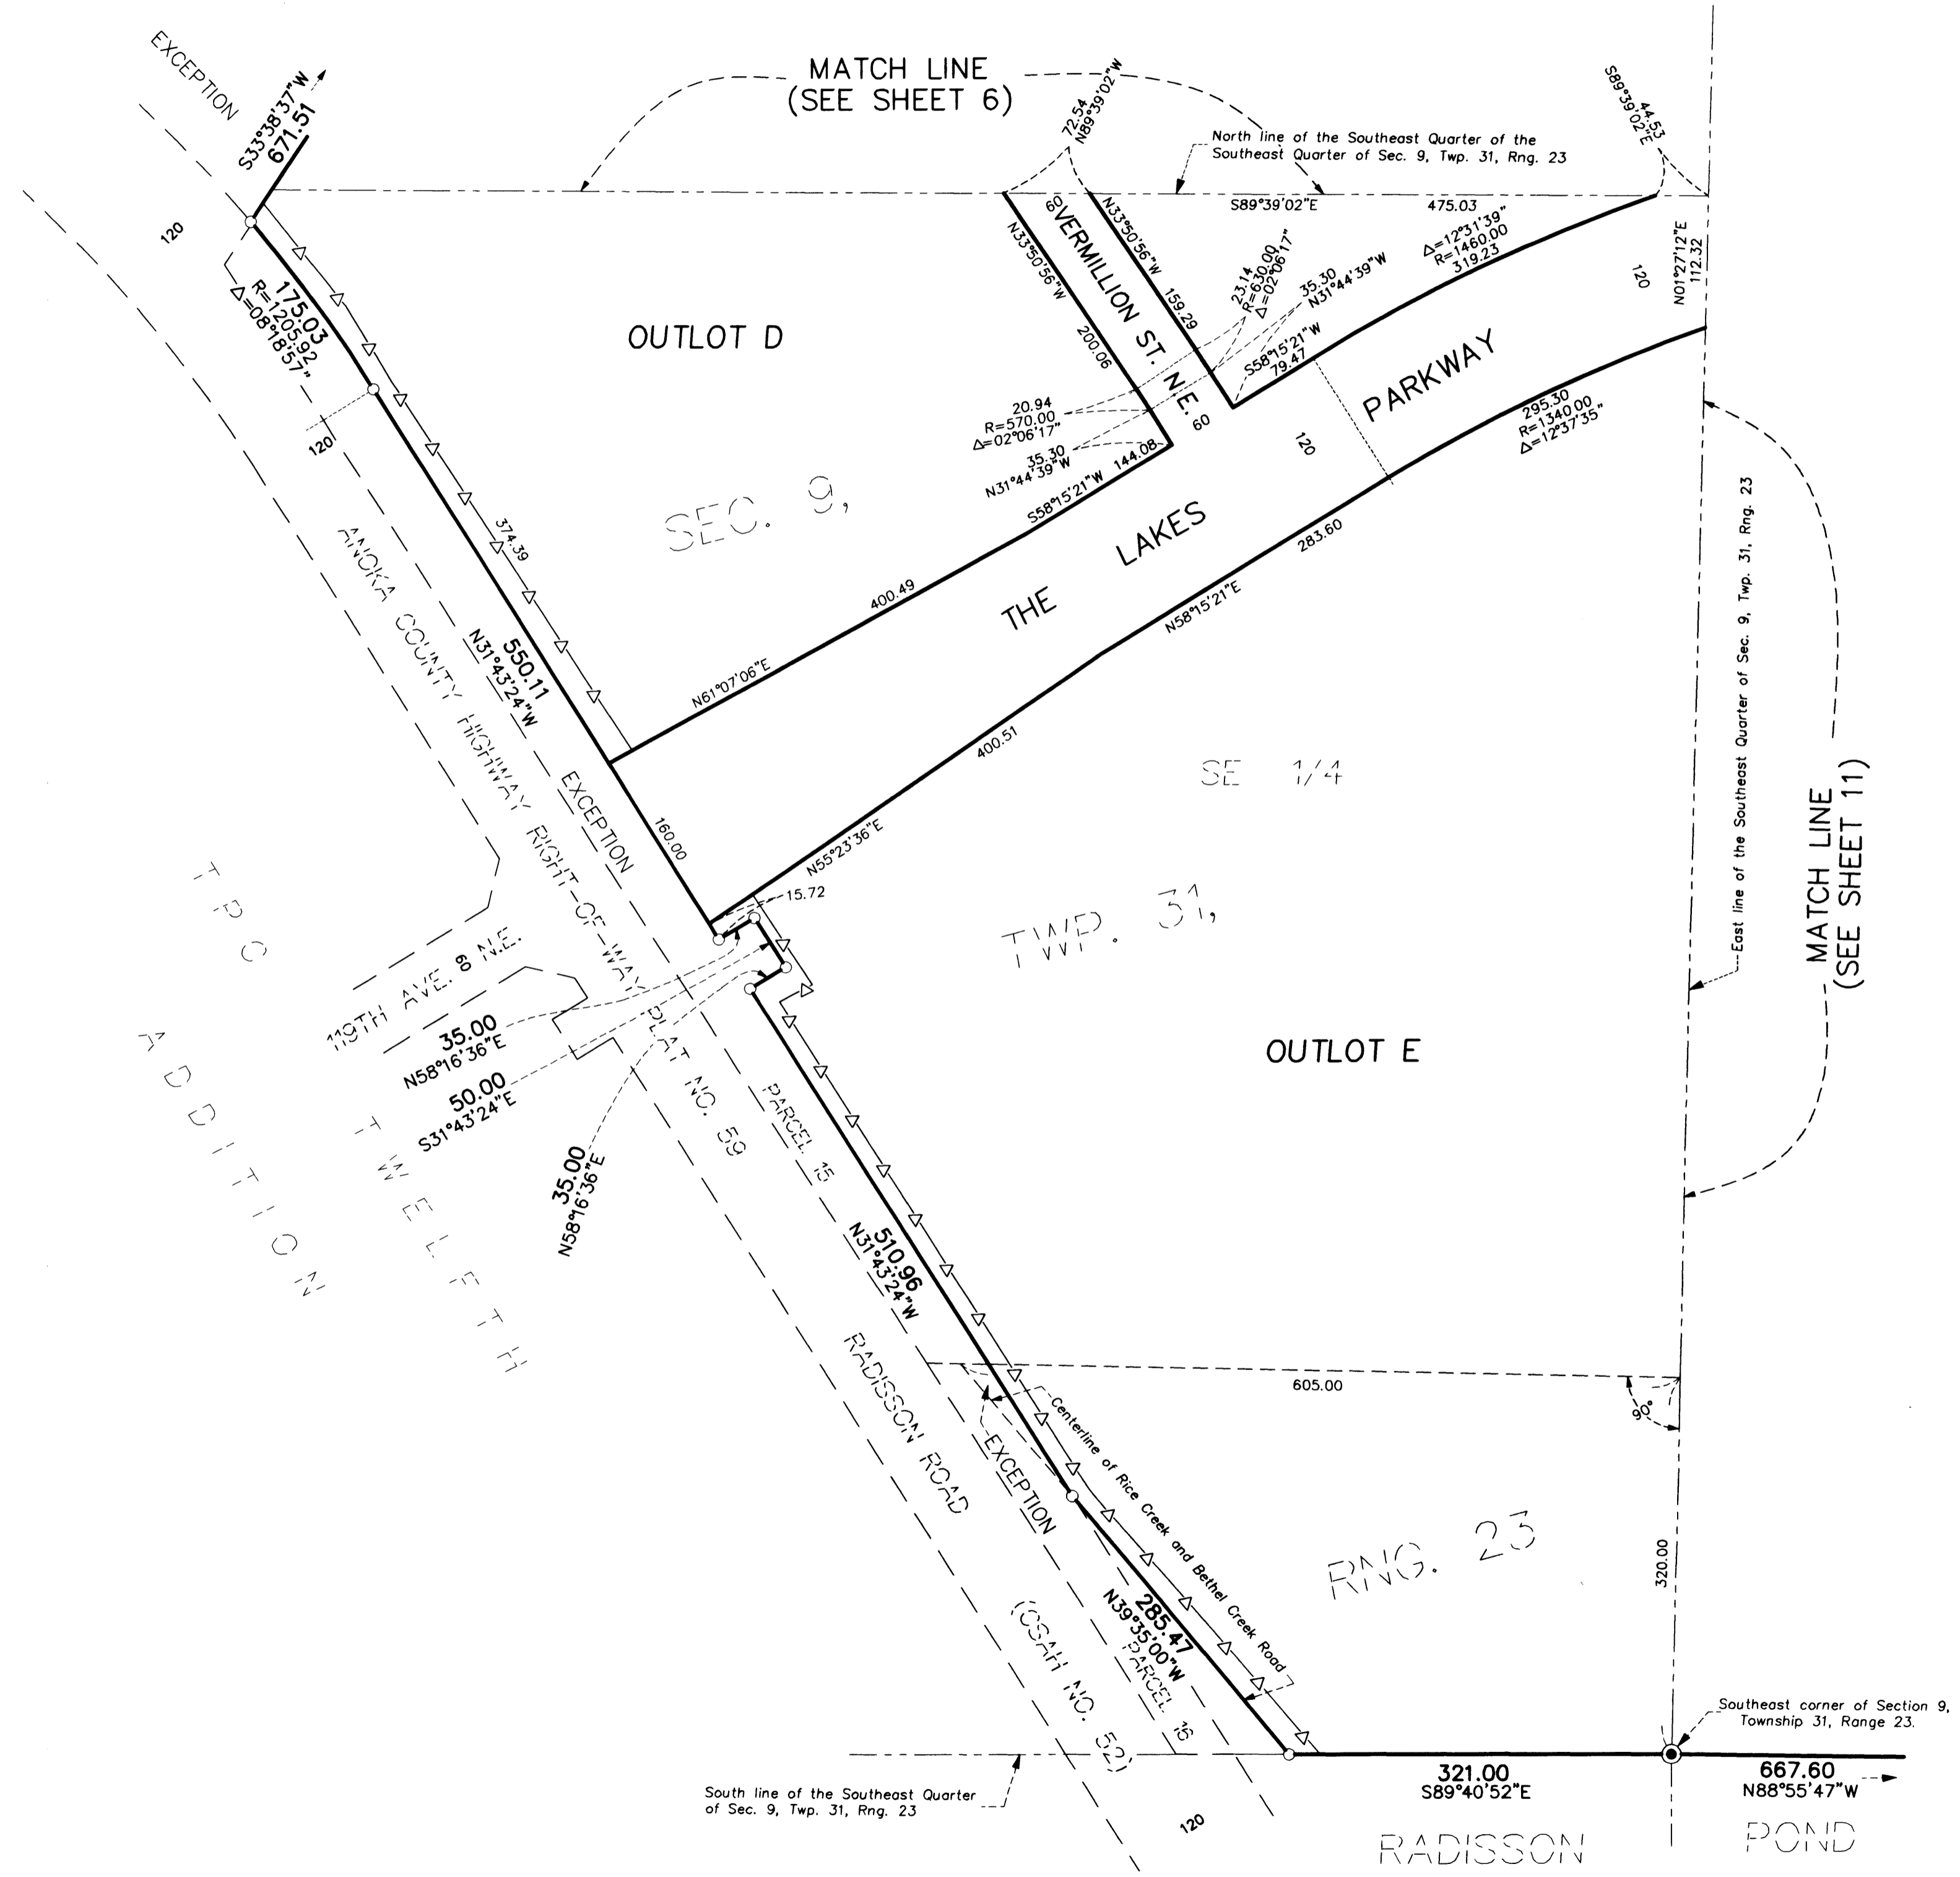 EXCEPTION
S33°38'37"W
671.51
MATCH LINE
(SEE SHEET 6)
72.54
N89°39'02"W
44.53
S89°39'02"E
North line of the Southeast Quarter of the
Southeast Quarter of Sec. 9, Twp. 31, Rng. 23
S89°39'02"E
475.03
120
175.03
R=1205.92
Δ=08°18'57"
120
OUTLOT D
60
VERMILLION ST. N.E.
N33°50'56"W
200.06
N33°50'56"W
159.29
23.14
R=630.00
Δ=02°06'17"
35.30
N31°44'39"W
Δ=12°31'39"
R=1460.00
319.23
120
N01°27'12"E
112.32
S58°15'21"W
79.47
20.94
R=570.00
Δ=02°06'17"
35.30
N31°44'39"W
S58°15'21"W
144.08
60
120
295.30
R=1340.00
Δ=12°37'35"
THE LAKES PARKWAY
SEC. 9,
374.39
550.11
N31°43'24"W
400.49
N61°07'06"E
283.60
N58°15'21"E
400.51
N55°23'36"E
East line of the Southeast Quarter of Sec. 9, Twp. 31, Rng. 23
MATCH LINE
(SEE SHEET 11)
ANOKA COUNTY HIGHWAY RIGHT-OF-WAY PLAT NO. 59
EXCEPTION
160.00
15.72
SE 1/4
TWP. 31,
OUTLOT E
TPC TWELFTH
ADDITION
119TH AVE. N.E.
60
35.00
N58°16'36"E
50.00
S31°43'24"E
35.00
N58°16'36"E
PARCEL 15
510.96
N31°43'24"W
RADISSON ROAD
(CSAH NO. 52)
605.00
90°
EXCEPTION
Centerline of Rice Creek and Bethel Creek Road
RNG. 23
320.00
285.47
N39°35'00"W
PARCEL 16
Southeast corner of Section 9,
Township 31, Range 23.
South line of the Southeast Quarter
of Sec. 9, Twp. 31, Rng. 23
120
321.00
S89°40'52"E
667.60
N88°55'47"W
RADISSON POND